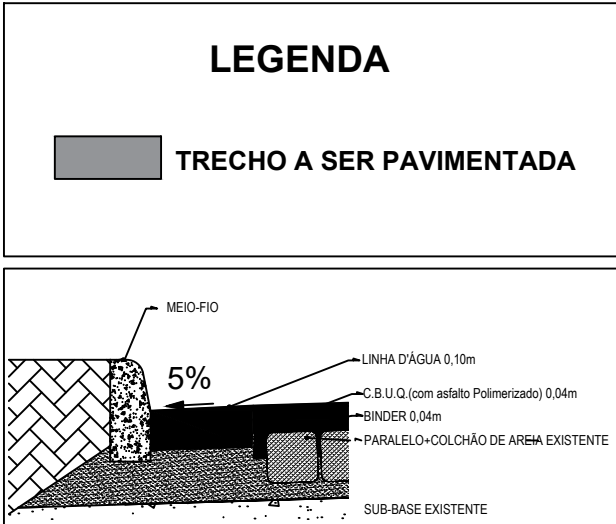 LEGENDA
TRECHO A SER PAVIMENTADA
MEIO-FIO
5%
LINHA D'ÁGUA 0,10m
C.B.U.Q.(com asfalto Polimerizado) 0,04m
BINDER 0,04m
PARALELO+COLCHÃO DE AREIA EXISTENTE
SUB-BASE EXISTENTE